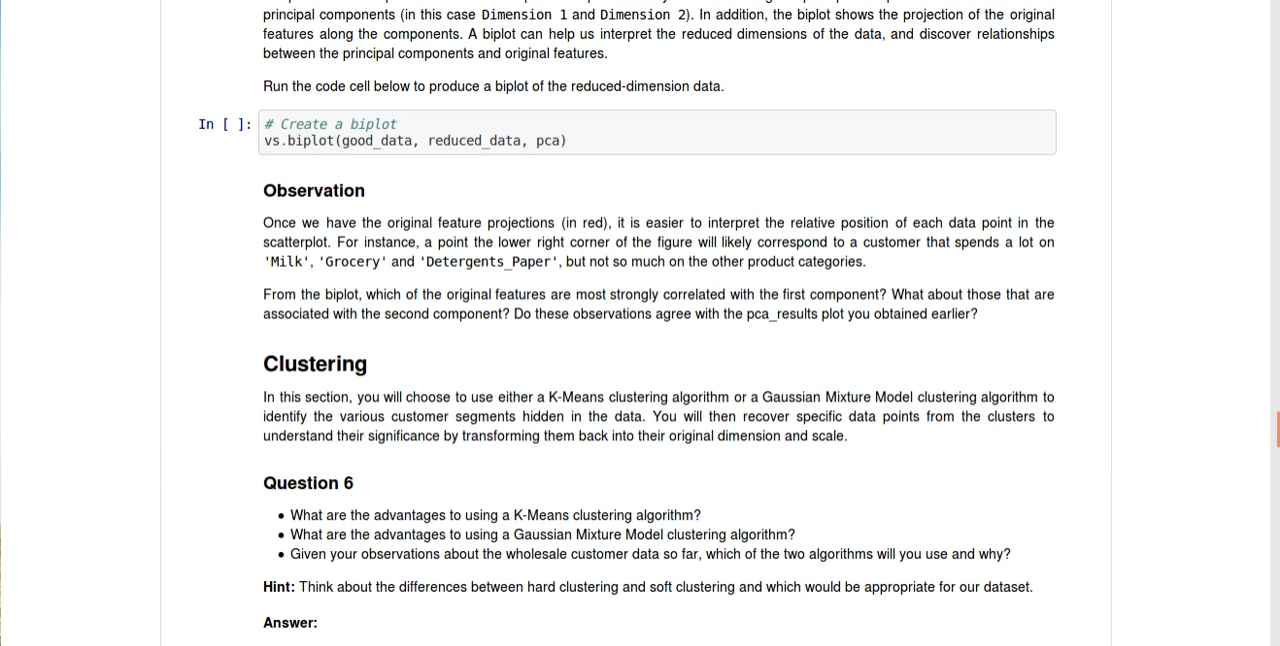 principal components (in this case Dimension 1 and Dimension 2). In addition, the biplot shows the projection of the original
features along the components. A biplot can help us interpret the reduced dimensions of the data, and discover relationships
between the principal components and original features.
Run the code cell below to produce a biplot of the reduced-dimension data.
In [ ]: # Create a biplot
vs.biplot(good_data, reduced_data, pca)
Observation
Once we have the original feature projections (in red), it is easier to interpret the relative position of each data point in the
scatterplot. For instance, a point the lower right corner of the figure will likely correspond to a customer that spends a lot on
'Milk', 'Grocery' and 'Detergents_Paper', but not so much on the other product categories.
From the biplot, which of the original features are most strongly correlated with the first component? What about those that are
associated with the second component? Do these observations agree with the pca_results plot you obtained earlier?
Clustering
In this section, you will choose to use either a K-Means clustering algorithm or a Gaussian Mixture Model clustering algorithm to
identify the various customer segments hidden in the data. You will then recover specific data points from the clusters to
understand their significance by transforming them back into their original dimension and scale.
Question 6
• What are the advantages to using a K-Means clustering algorithm?
• What are the advantages to using a Gaussian Mixture Model clustering algorithm?
• Given your observations about the wholesale customer data so far, which of the two algorithms will you use and why?
Hint: Think about the differences between hard clustering and soft clustering and which would be appropriate for our dataset.
Answer: